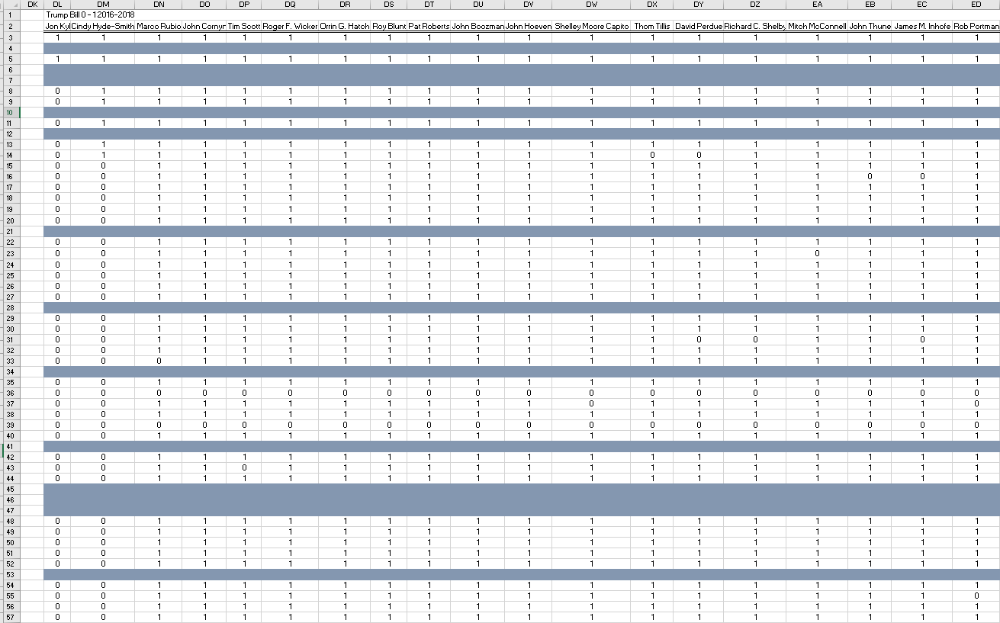 DK DL DM DN DO DP DQ DR DS DT DU DV DW DX DY DZ EA EB EC ED
1 Trump Bill 0 - 1 2016-2018
2 Jon Kyl Cindy Hyde-Smith Marco Rubio John Cornyn Tim Scott Roger F. Wicker Orrin G. Hatch Roy Blunt Pat Roberts John Boozman John Hoeven Shelley Moore Capito Thom Tillis David Perdue Richard C. Shelby Mitch McConnell John Thune James M. Inhofe Rob Portman
3 1 1 1 1 1 1 1 1 1 1 1 1 1 1 1 1 1 1 1
4
5 1 1 1 1 1 1 1 1 1 1 1 1 1 1 1 1 1 1 1
6
7
8 0 1 1 1 1 1 1 1 1 1 1 1 1 1 1 1 1 1 1
9 0 1 1 1 1 1 1 1 1 1 1 1 1 1 1 1 1 1 1
10
11 0 1 1 1 1 1 1 1 1 1 1 1 1 1 1 1 1 1 1
12
13 0 1 1 1 1 1 1 1 1 1 1 1 1 1 1 1 1 1 1
14 0 1 1 1 1 1 1 1 1 1 1 1 0 0 1 1 1 1 1
15 0 0 1 1 1 1 1 1 1 1 1 1 1 1 1 1 1 1 1
16 0 0 1 1 1 1 1 1 1 1 1 1 1 1 1 1 0 0 1
17 0 0 1 1 1 1 1 1 1 1 1 1 1 1 1 1 1 1 1
18 0 0 1 1 1 1 1 1 1 1 1 1 1 1 1 1 1 1 1
19 0 0 1 1 1 1 1 1 1 1 1 1 1 1 1 1 1 1 1
20 0 0 1 1 1 1 1 1 1 1 1 1 1 1 1 1 1 1 1
21
22 0 0 1 1 1 1 1 1 1 1 1 1 1 1 1 1 1 1 1
23 0 0 1 1 1 1 1 1 1 1 1 1 1 1 1 0 1 1 1
24 0 0 1 1 1 1 1 1 1 1 1 1 1 1 1 1 1 1 1
25 0 0 1 1 1 1 1 1 1 1 1 1 1 1 1 1 1 1 1
26 0 0 1 1 1 1 1 1 1 1 1 1 1 1 1 1 1 1 1
27 0 0 1 1 1 1 1 1 1 1 1 1 1 1 1 1 1 1 1
28
29 0 0 1 1 1 1 1 1 1 1 1 1 1 1 1 1 1 1 1
30 0 0 1 1 1 1 1 1 1 1 1 1 1 1 1 1 1 1 1
31 0 0 1 1 1 1 1 1 1 1 1 1 1 0 0 1 1 0 1
32 0 0 1 1 1 1 1 1 1 1 1 1 1 1 1 1 1 1 1
33 0 0 0 1 1 1 1 1 1 1 1 1 1 1 1 1 1 1 1
34
35 0 0 1 1 1 1 1 1 1 1 1 1 1 1 1 1 1 1 1
36 0 0 0 0 0 0 0 0 0 0 0 0 0 0 0 0 0 0 0
37 0 0 1 1 1 1 1 1 1 1 1 0 1 1 1 1 1 1 0
38 0 0 1 1 1 1 1 1 1 1 1 1 1 1 1 1 1 1 1
39 0 0 0 0 0 0 0 0 0 0 0 0 0 0 0 0 0 0 0
40 0 0 1 1 1 1 1 1 1 1 1 1 1 1 1 1 1 1 1
41
42 0 0 1 1 1 1 1 1 1 1 1 1 1 1 1 1 1 1 1
43 0 0 1 1 0 1 1 1 1 1 1 1 1 1 1 1 1 1 1
44 0 0 1 1 1 1 1 1 1 1 1 1 1 1 1 1 1 1 1
45
46
47
48 0 0 1 1 1 1 1 1 1 1 1 1 1 1 1 1 1 1 1
49 0 0 1 1 1 1 1 1 1 1 1 1 1 1 1 1 1 1 1
50 0 0 1 1 1 1 1 1 1 1 1 1 1 1 1 1 1 1 1
51 0 0 1 1 1 1 1 1 1 1 1 1 1 1 1 1 1 1 1
52 0 0 1 1 1 1 1 1 1 1 1 1 1 1 1 1 1 1 1
53
54 0 0 1 1 1 1 1 1 1 1 1 1 1 1 1 1 1 1 1
55 0 0 1 1 1 1 1 1 1 1 1 1 1 1 1 1 1 1 0
56 0 0 1 1 1 1 1 1 1 1 1 1 1 1 1 1 1 1 1
57 0 0 1 1 1 1 1 1 1 1 1 1 1 1 1 1 1 1 1